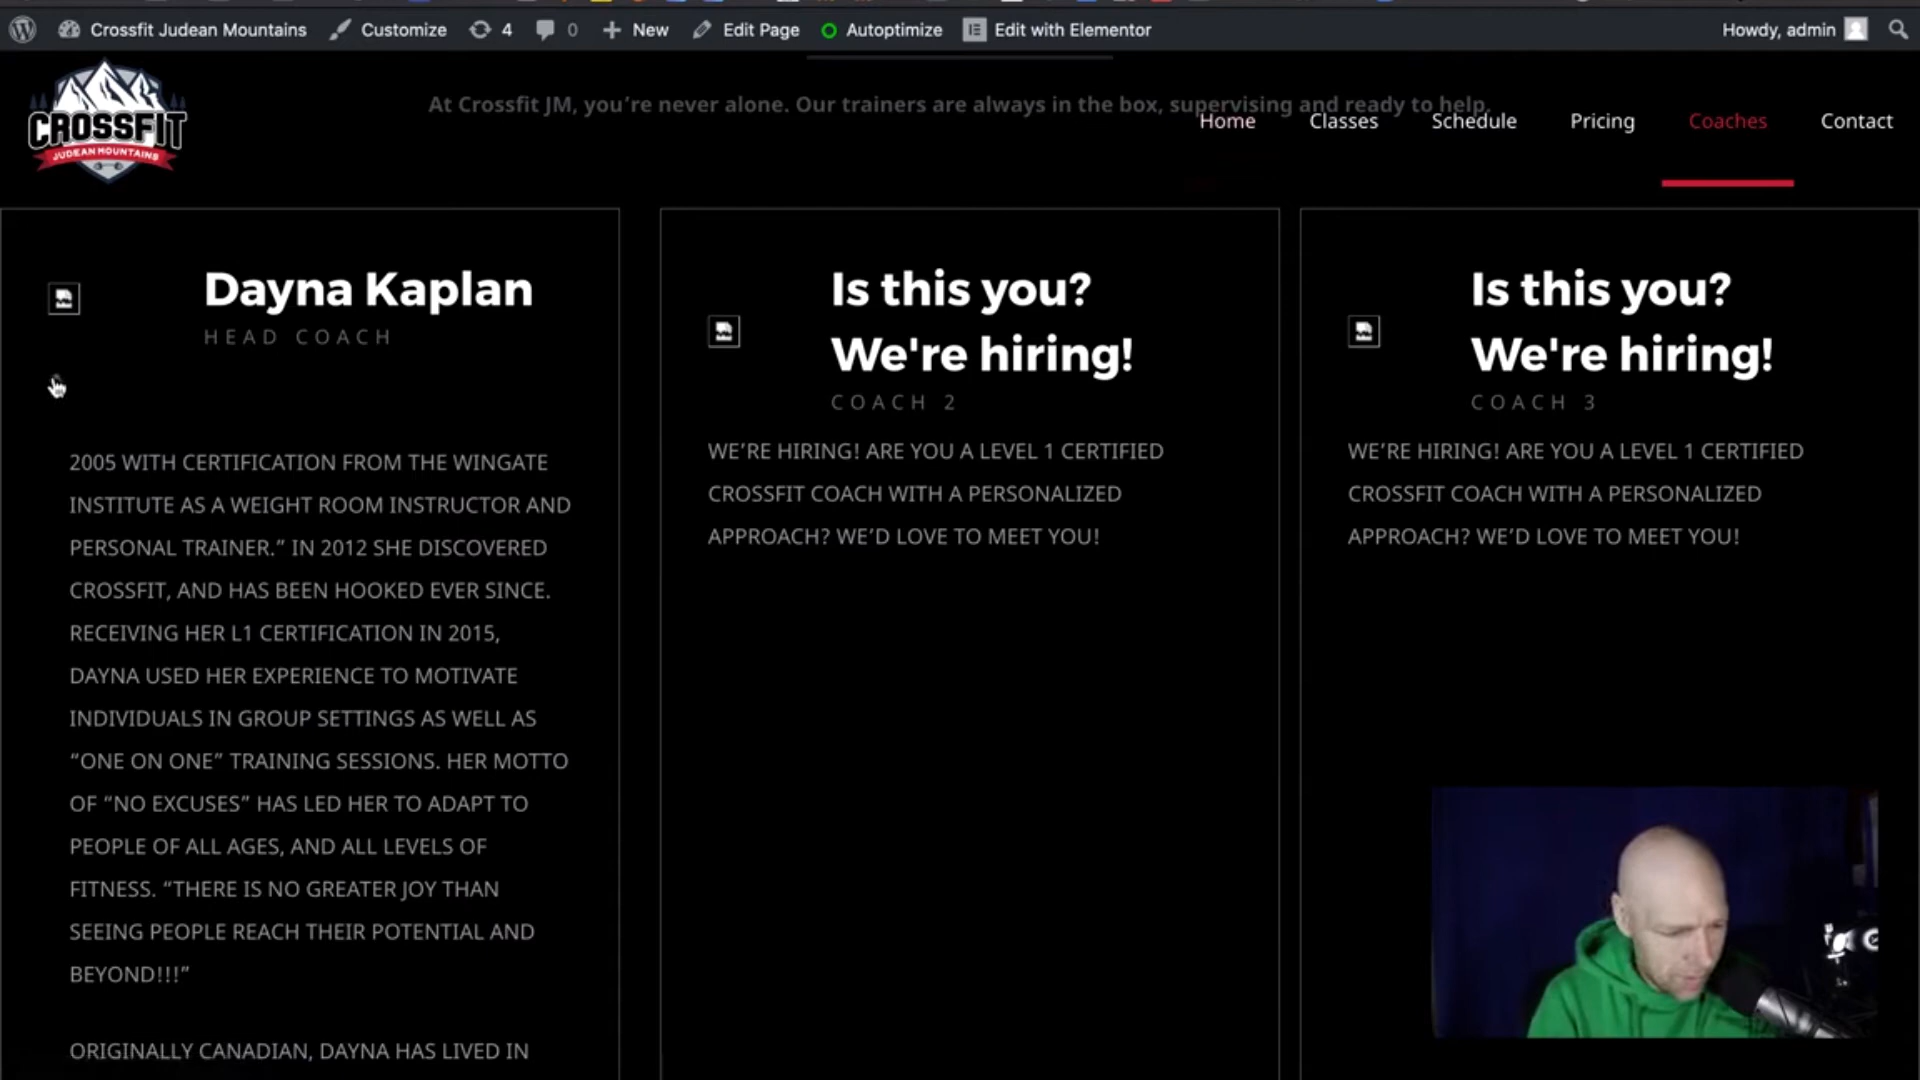 Crossfit Judean Mountains Customize 4 0 New Edit Page Autoptimize Edit with Elementor Howdy, admin
At Crossfit JM, you're never alone. Our trainers are always in the box, supervising and ready to help.
CROSSFIT
JUDEAN MOUNTAINS
Home Classes Schedule Pricing Coaches Contact
Dayna Kaplan
HEAD COACH
2005 WITH CERTIFICATION FROM THE WINGATE
INSTITUTE AS A WEIGHT ROOM INSTRUCTOR AND
PERSONAL TRAINER.” IN 2012 SHE DISCOVERED
CROSSFIT, AND HAS BEEN HOOKED EVER SINCE.
RECEIVING HER L1 CERTIFICATION IN 2015,
DAYNA USED HER EXPERIENCE TO MOTIVATE
INDIVIDUALS IN GROUP SETTINGS AS WELL AS
“ONE ON ONE” TRAINING SESSIONS. HER MOTTO
OF “NO EXCUSES” HAS LED HER TO ADAPT TO
PEOPLE OF ALL AGES, AND ALL LEVELS OF
FITNESS. “THERE IS NO GREATER JOY THAN
SEEING PEOPLE REACH THEIR POTENTIAL AND
BEYOND!!!”
ORIGINALLY CANADIAN, DAYNA HAS LIVED IN
Is this you?
We're hiring!
COACH 2
WE’RE HIRING! ARE YOU A LEVEL 1 CERTIFIED
CROSSFIT COACH WITH A PERSONALIZED
APPROACH? WE’D LOVE TO MEET YOU!
Is this you?
We're hiring!
COACH 3
WE’RE HIRING! ARE YOU A LEVEL 1 CERTIFIED
CROSSFIT COACH WITH A PERSONALIZED
APPROACH? WE’D LOVE TO MEET YOU!